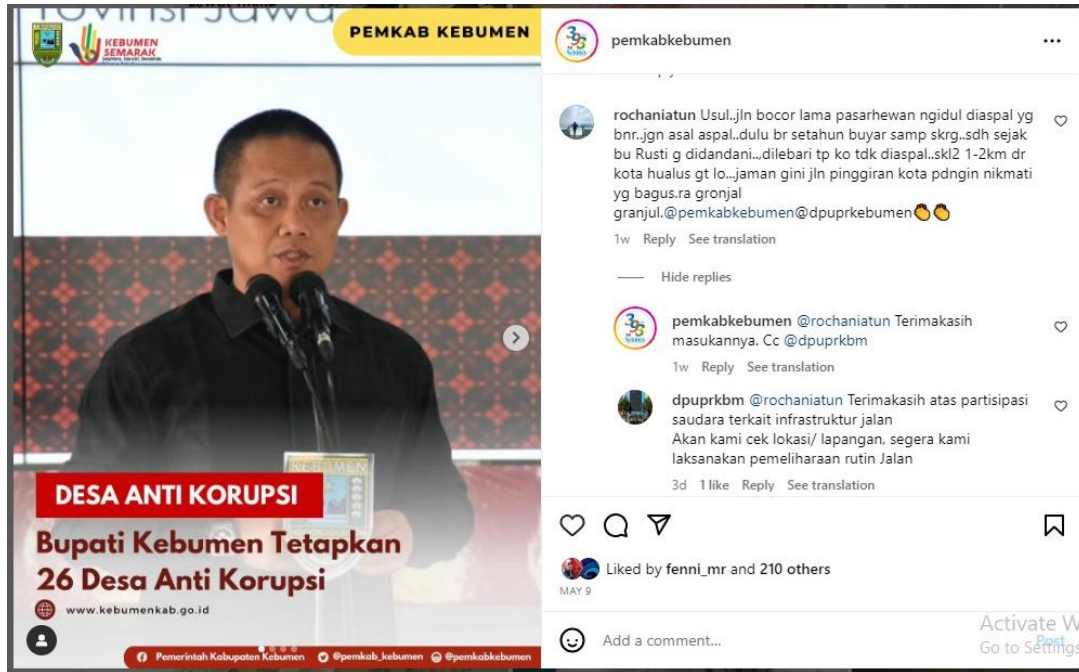 Provinsi Jawa
KEBUMEN
SEMARAK
PEMKAB KEBUMEN
KEBUMEN
DESA ANTI KORUPSI
Bupati Kebumen Tetapkan
26 Desa Anti Korupsi
www.kebumenkab.go.id
Pemerintah Kabupaten Kebumen @pemkab_kebumen @pemkabkebumen
pemkabkebumen
rochaniatun Usul..jln bocor lama pasarhewan ngidul diaspal yg
bnr..jgn asal aspal..dulu br setahun buyar samp skrg..sdh sejak
bu Rusti g didandani..,dilebari tp ko tdk diaspal..skl2 1-2km dr
kota hualus gt lo...jaman gini jln pinggiran kota pdngin nikmati
yg bagus.ra gronjal
granjul.@pemkabkebumen@dpuprkebumen👏👏
1w Reply See translation
Hide replies
pemkabkebumen @rochaniatun Terimakasih
masukannya. Cc @dpuprkbm
1w Reply See translation
dpuprkbm @rochaniatun Terimakasih atas partisipasi
saudara terkait infrastruktur jalan
Akan kami cek lokasi/ lapangan, segera kami
laksanakan pemeliharaan rutin Jalan
3d 1 like Reply See translation
Liked by fenni_mr and 210 others
MAY 9
Add a comment...
Post
Activate W
Go to Settings